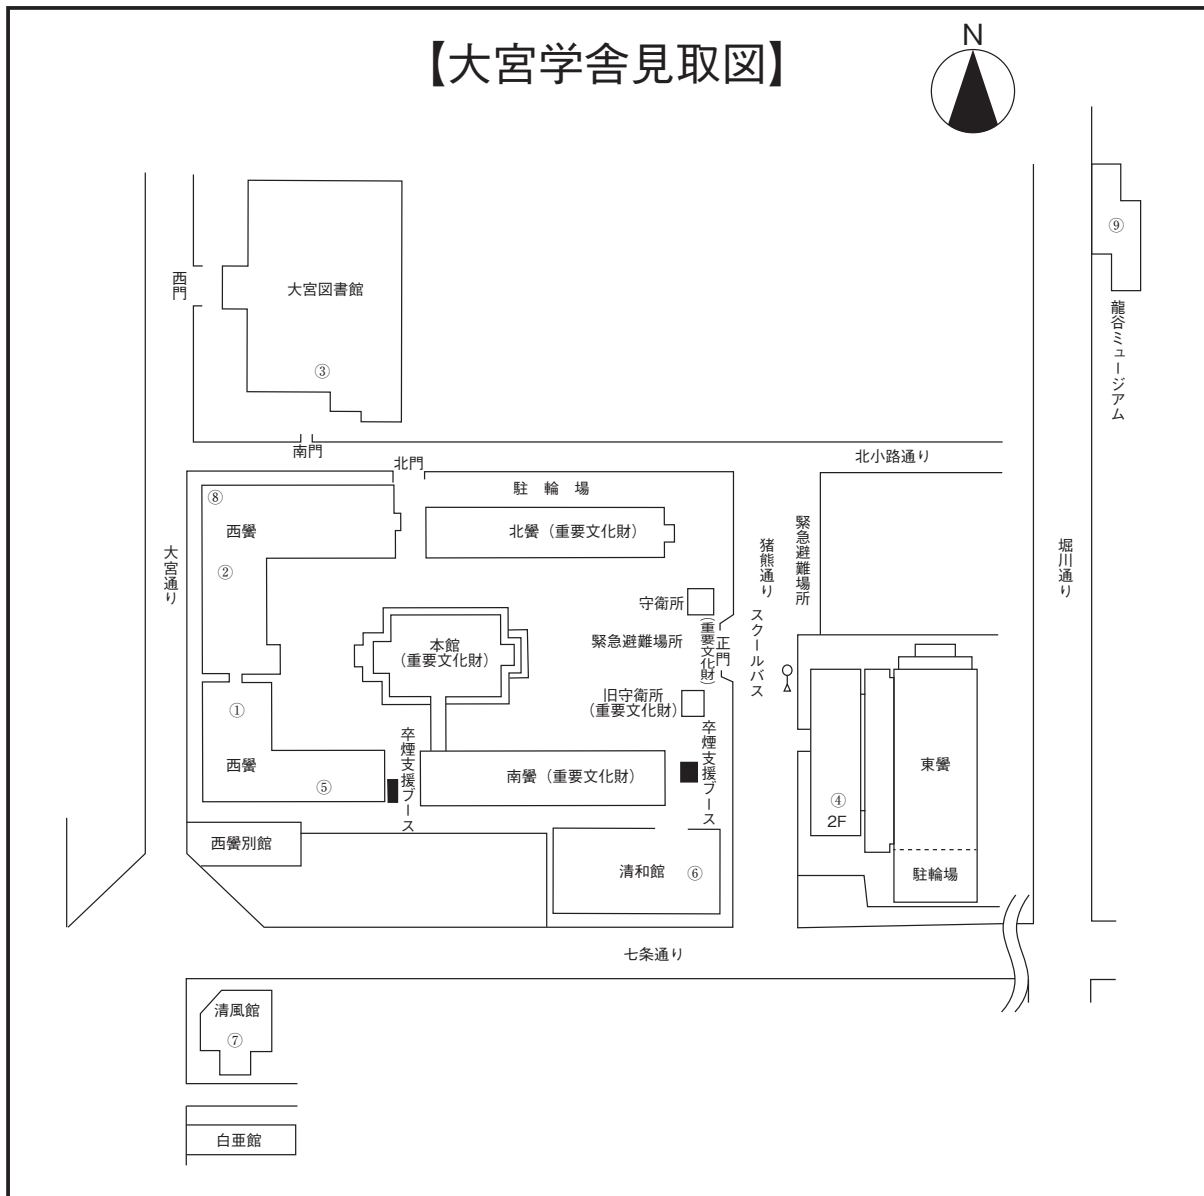 【大宮学舎見取図】
N
⑨
龍谷ミュージアム
西門
大宮図書館
③
南門
北門
北小路通り
駐輪場
⑧
西黌
②
大宮通り
北黌（重要文化財）
猪熊通り
緊急避難場所
堀川通り
守衛所
緊急避難場所
正門
（重要文化財）
スクールバス
本館
（重要文化財）
旧守衛所
（重要文化財）
①
西黌
⑤
卒煙支援ブース
南黌（重要文化財）
卒煙支援ブース
東黌
④
2F
駐輪場
西黌別館
清和館
⑥
七条通り
清風館
⑦
白亜館